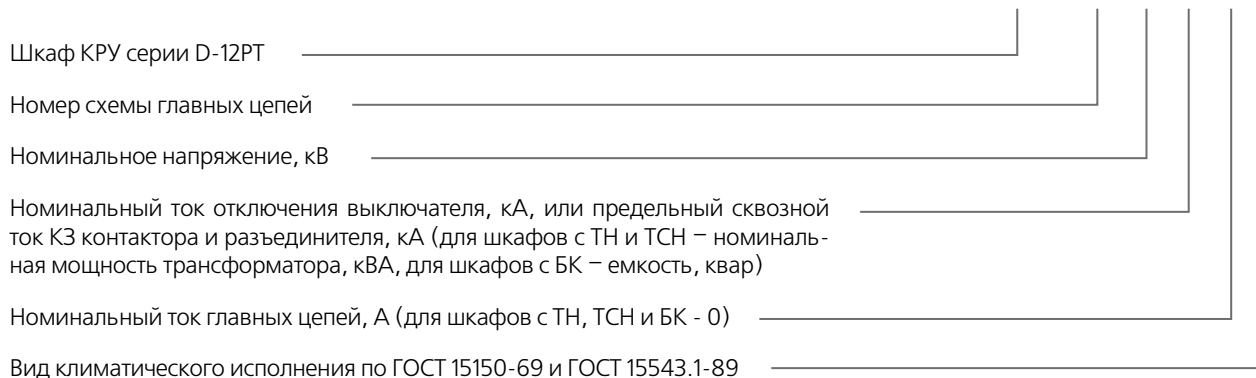 Шкаф КРУ серии D-12PT
Номер схемы главных цепей
Номинальное напряжение, кВ
Номинальный ток отключения выключателя, кА, или предельный сквозной
ток КЗ контактора и разъединителя, кА (для шкафов с ТН и ТСН – номиналь-
ная мощность трансформатора, кВА, для шкафов с БК – емкость, квар)
Номинальный ток главных цепей, А (для шкафов с ТН, ТСН и БК - 0)
Вид климатического исполнения по ГОСТ 15150-69 и ГОСТ 15543.1-89